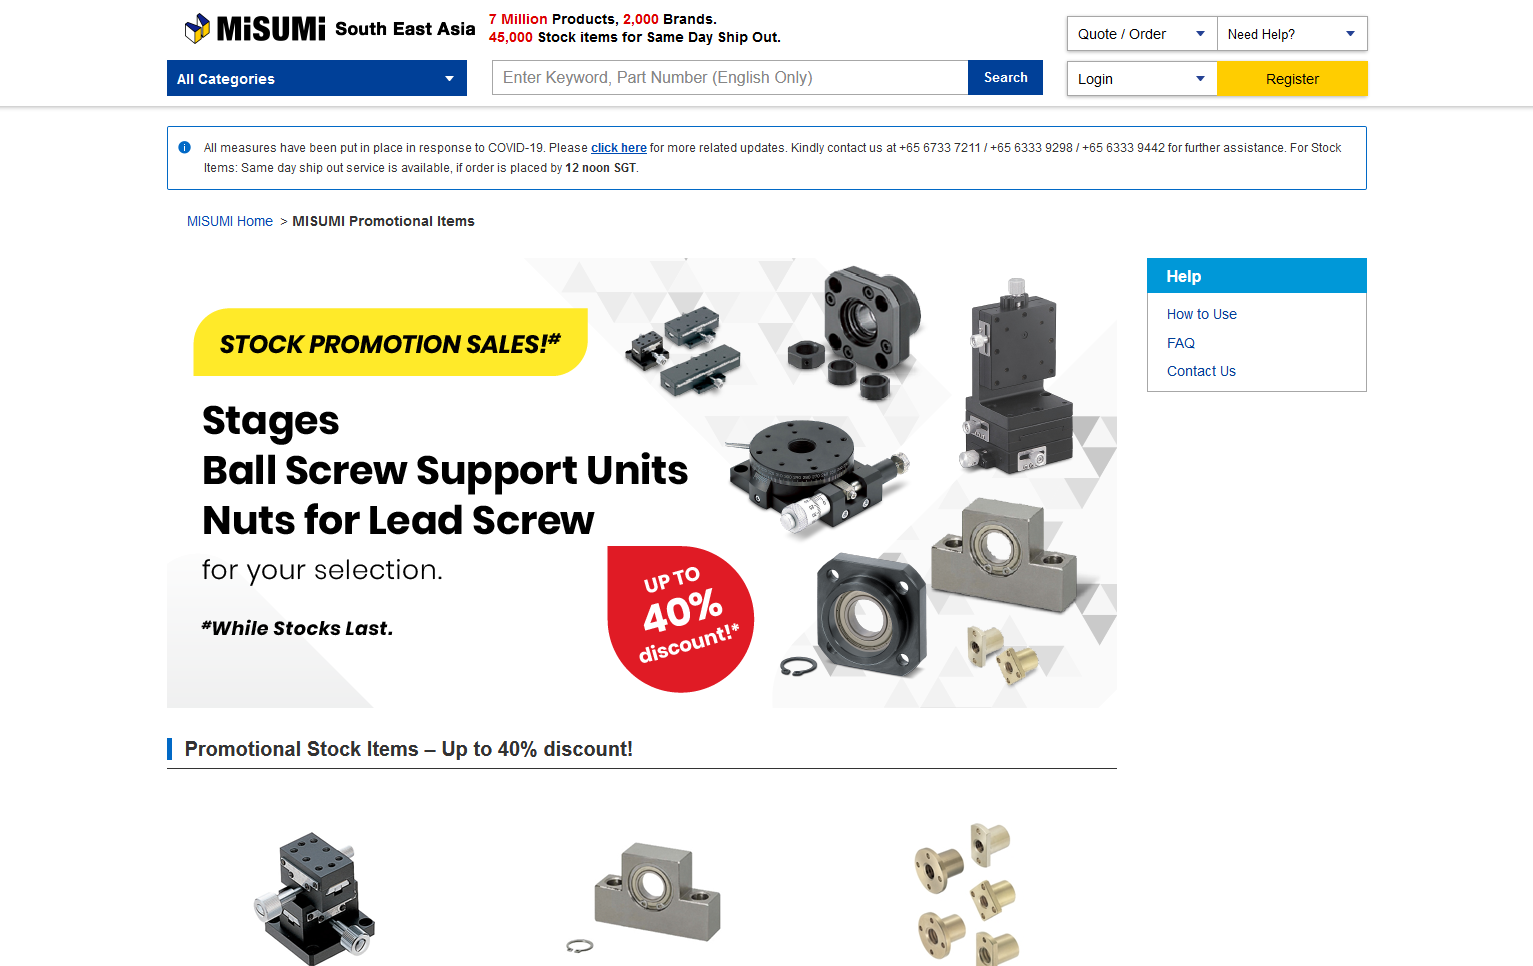 MiSUMi South East Asia
7 Million Products, 2,000 Brands.
45,000 Stock items for Same Day Ship Out.
Quote / Order
Need Help?
All Categories
Enter Keyword, Part Number (English Only)
Search
Login
Register
All measures have been put in place in response to COVID-19. Please click here for more related updates. Kindly contact us at +65 6733 7211 / +65 6333 9298 / +65 6333 9442 for further assistance. For Stock
Items: Same day ship out service is available, if order is placed by 12 noon SGT.
MISUMI Home > MISUMI Promotional Items
STOCK PROMOTION SALES!#
Stages
Ball Screw Support Units
Nuts for Lead Screw
for your selection.
#While Stocks Last.
UP TO
40%
discount!*
Help
How to Use
FAQ
Contact Us
Promotional Stock Items – Up to 40% discount!